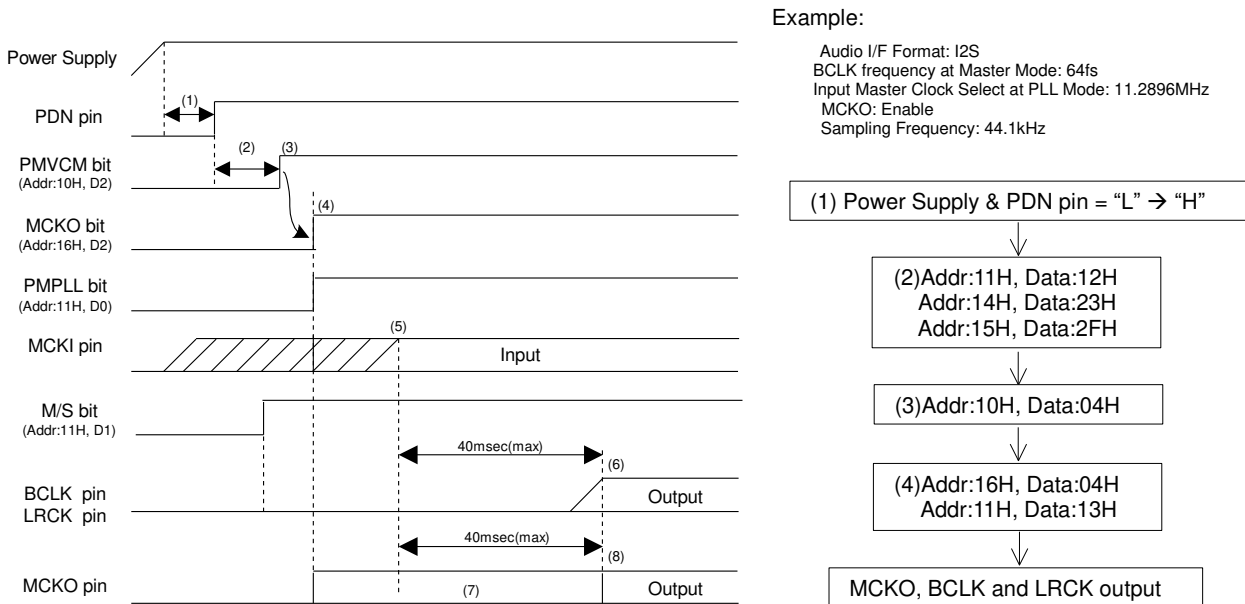 Power Supply
(1)
PDN pin
(2)
(3)
PMVCM bit
(Addr:10H, D2)
(4)
MCKO bit
(Addr:16H, D2)
PMPLL bit
(Addr:11H, D0)
(5)
MCKI pin
Input
M/S bit
(Addr:11H, D1)
40msec(max)
(6)
BCLK pin
LRCK pin
Output
40msec(max)
(8)
MCKO pin
(7)
Output
Example:
Audio I/F Format: I2S
BCLK frequency at Master Mode: 64fs
Input Master Clock Select at PLL Mode: 11.2896MHz
MCKO: Enable
Sampling Frequency: 44.1kHz
(1) Power Supply & PDN pin = “L” → “H”
(2)Addr:11H, Data:12H
Addr:14H, Data:23H
Addr:15H, Data:2FH
(3)Addr:10H, Data:04H
(4)Addr:16H, Data:04H
Addr:11H, Data:13H
MCKO, BCLK and LRCK output